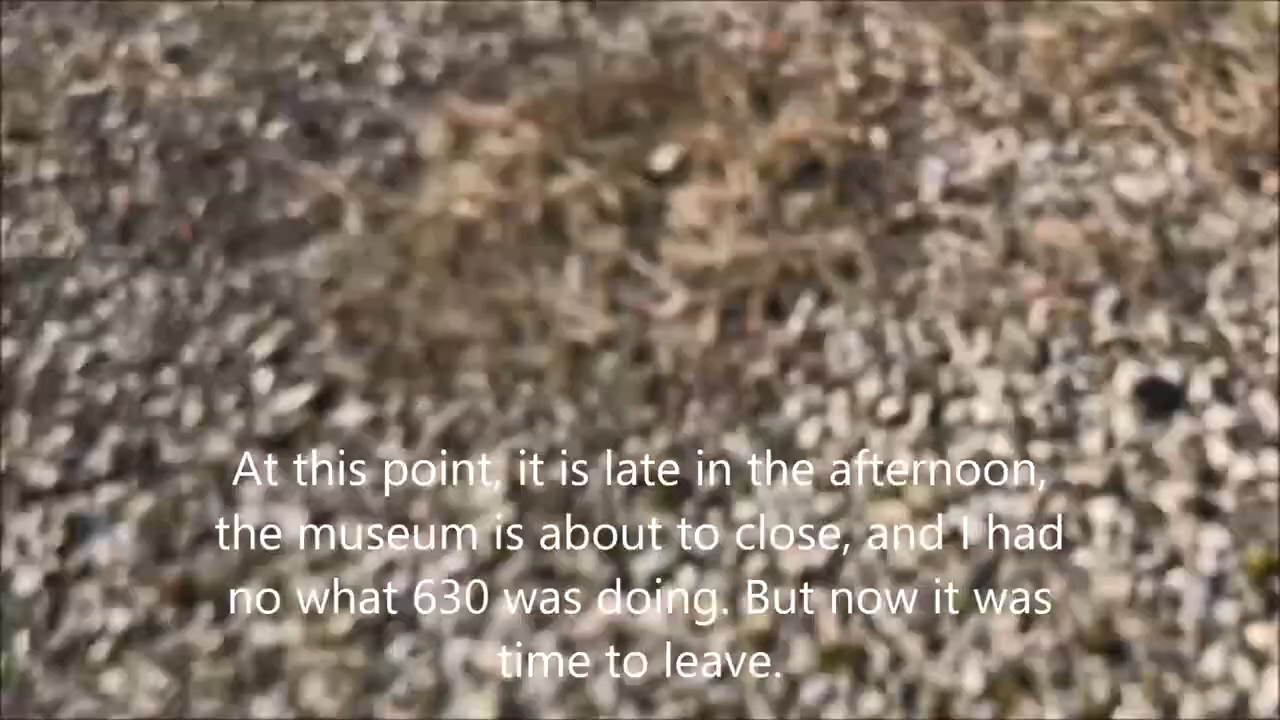 At this point, it is late in the afternoon,
the museum is about to close, and I had
no what 630 was doing. But now it was
time to leave.